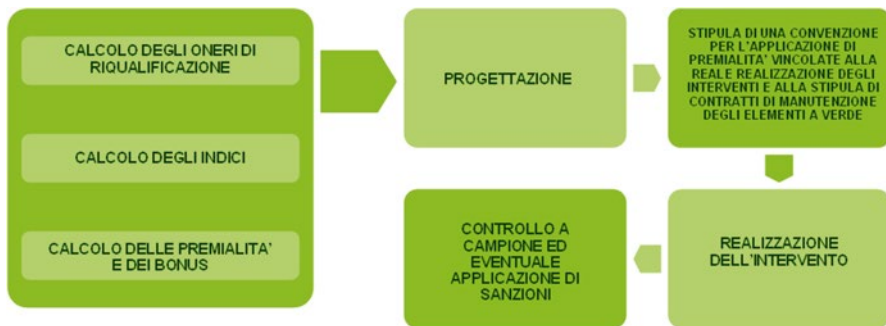 CALCOLO DEGLI ONERI DI
RIQUALIFICAZIONE
CALCOLO DEGLI INDICI
CALCOLO DELLE PREMIALITA'
E DEI BONUS
PROGETTAZIONE
STIPULA DI UNA CONVENZIONE
PER L'APPLICAZIONE DI
PREMIALITA' VINCOLATE ALLA
REALE REALIZZAZIONE DEGLI
INTERVENTI E ALLA STIPULA DI
CONTRATTI DI MANUTENZIONE
DEGLI ELEMENTI A VERDE
REALIZZAZIONE
DELL'INTERVENTO
CONTROLLO A
CAMPIONE ED
EVENTUALE
APPLICAZIONE DI
SANZIONI